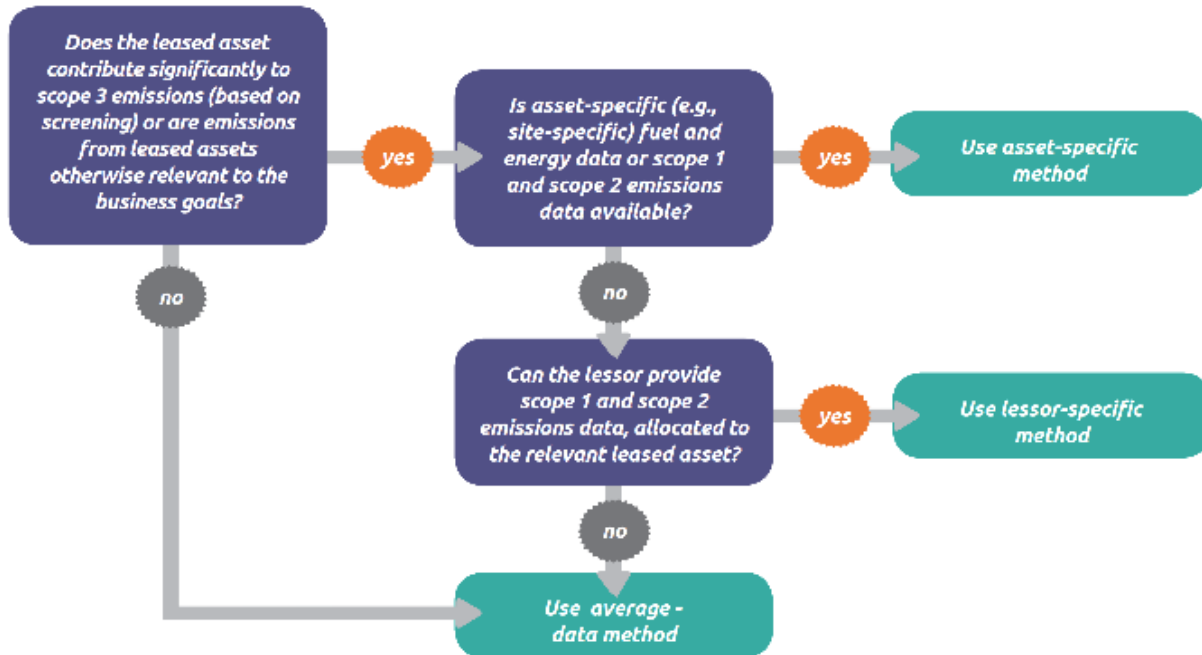 Does the leased asset
contribute significantly to
scope 3 emissions (based on
screening) or are emissions
from leased assets
otherwise relevant to the
business goals?
yes
Is asset-specific (e.g.,
site-specific) fuel and
energy data or scope 1
and scope 2 emissions
data available?
yes
Use asset-specific
method
no
no
Can the lessor provide
scope 1 and scope 2
emissions data, allocated to
the relevant leased asset?
yes
Use lessor-specific
method
no
Use average -
data method